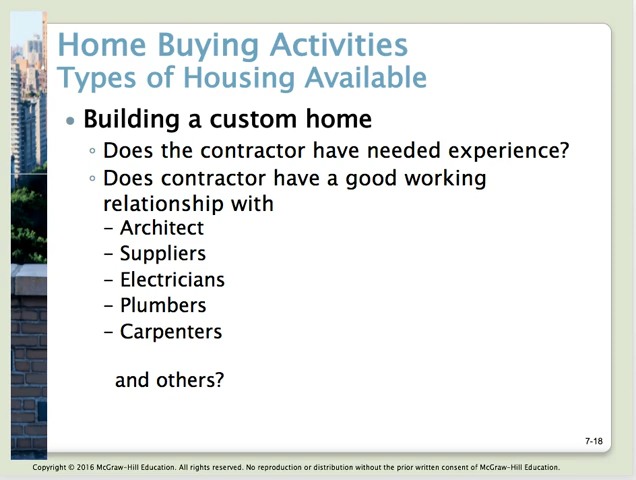 Home Buying Activities
Types of Housing Available
• Building a custom home
◦ Does the contractor have needed experience?
◦ Does contractor have a good working
relationship with
– Architect
– Suppliers
– Electricians
– Plumbers
– Carpenters
and others?
7-18
Copyright © 2016 McGraw-Hill Education. All rights reserved. No reproduction or distribution without the prior written consent of McGraw-Hill Education.